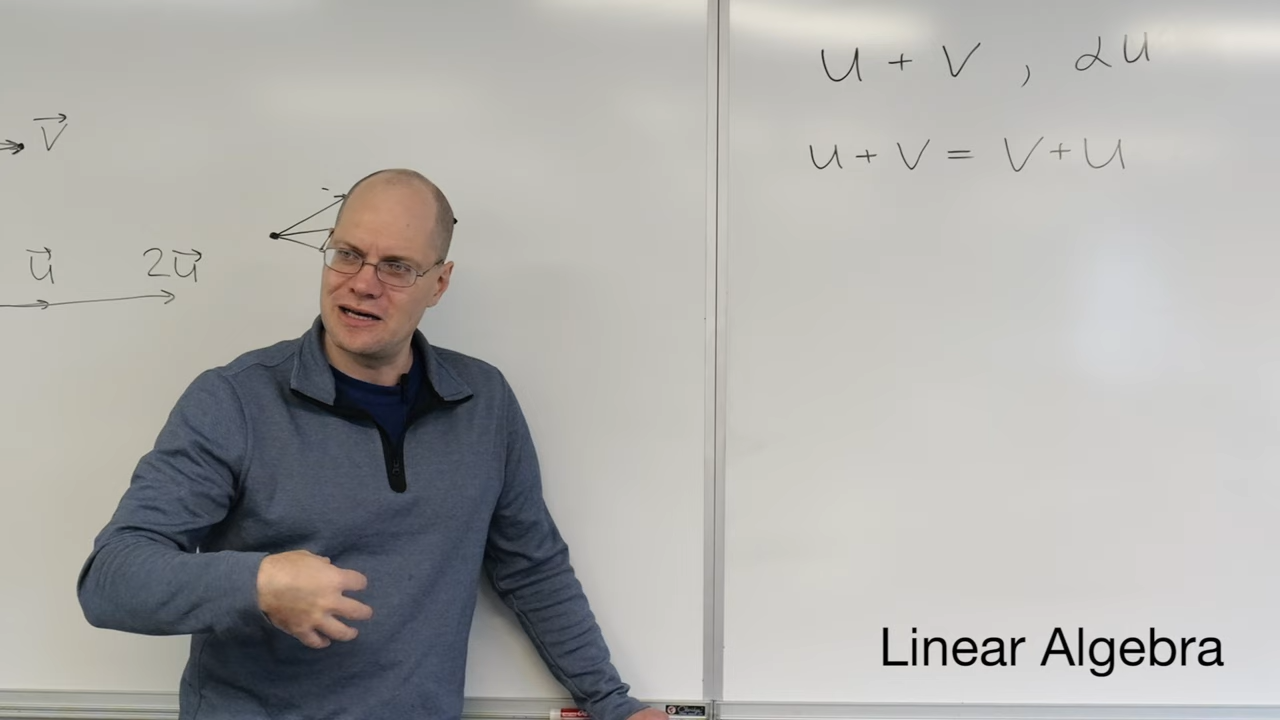 v⃗
u⃗ 2u⃗
u + v , αu
u + v = v + u
Linear Algebra